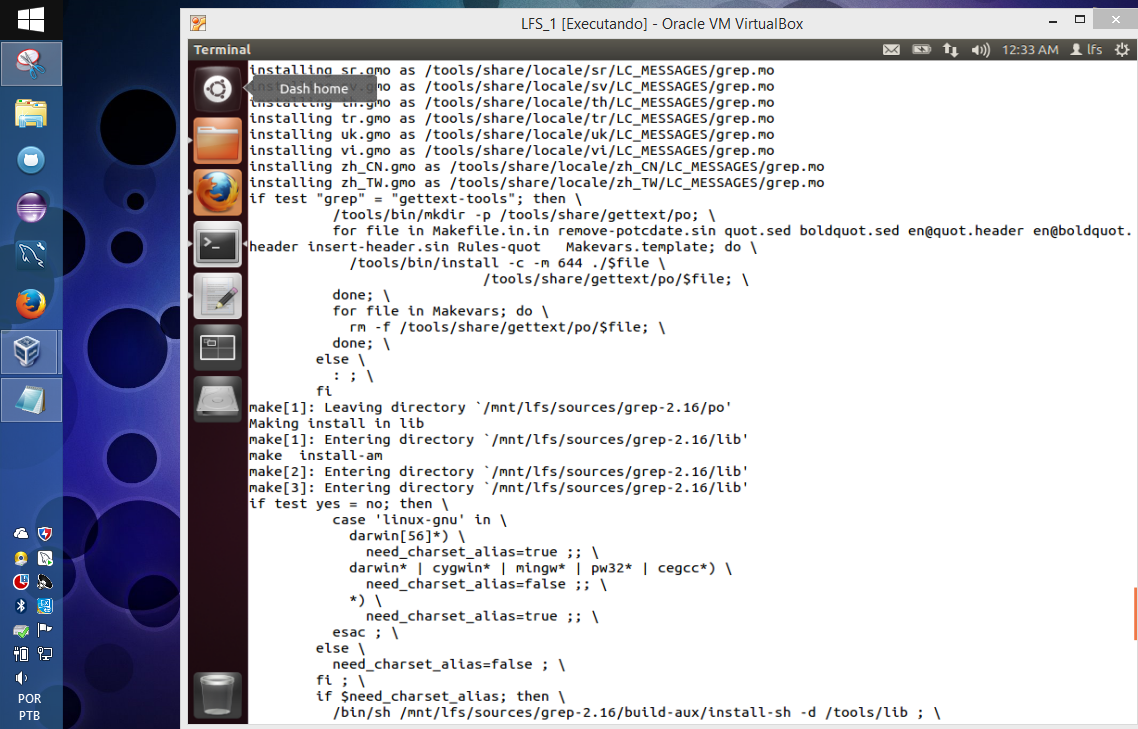 LFS_1 [Executando] - Oracle VM VirtualBox
Terminal
12:33 AM
lfs
Dash home
installing sr.gmo as /tools/share/locale/sr/LC_MESSAGES/grep.mo
.gmo as /tools/share/locale/sv/LC_MESSAGES/grep.mo
installing th.gmo as /tools/share/locale/th/LC_MESSAGES/grep.mo
installing tr.gmo as /tools/share/locale/tr/LC_MESSAGES/grep.mo
installing uk.gmo as /tools/share/locale/uk/LC_MESSAGES/grep.mo
installing vi.gmo as /tools/share/locale/vi/LC_MESSAGES/grep.mo
installing zh_CN.gmo as /tools/share/locale/zh_CN/LC_MESSAGES/grep.mo
installing zh_TW.gmo as /tools/share/locale/zh_TW/LC_MESSAGES/grep.mo
if test "grep" = "gettext-tools"; then \
/tools/bin/mkdir -p /tools/share/gettext/po; \
for file in Makefile.in.in remove-potcdate.sin quot.sed boldquot.sed en@quot.header en@boldquot.
header insert-header.sin Rules-quot Makevars.template; do \
/tools/bin/install -c -m 644 ./$file \
/tools/share/gettext/po/$file; \
done; \
for file in Makevars; do \
rm -f /tools/share/gettext/po/$file; \
done; \
else \
: ; \
fi
make[1]: Leaving directory `/mnt/lfs/sources/grep-2.16/po'
Making install in lib
make[1]: Entering directory `/mnt/lfs/sources/grep-2.16/lib'
make  install-am
make[2]: Entering directory `/mnt/lfs/sources/grep-2.16/lib'
make[3]: Entering directory `/mnt/lfs/sources/grep-2.16/lib'
if test yes = no; then \
case 'linux-gnu' in \
darwin[56]*) \
need_charset_alias=true ;; \
darwin* | cygwin* | mingw* | pw32* | cegcc*) \
need_charset_alias=false ;; \
*) \
need_charset_alias=true ;; \
esac ; \
else \
need_charset_alias=false ; \
fi ; \
if $need_charset_alias; then \
/bin/sh /mnt/lfs/sources/grep-2.16/build-aux/install-sh -d /tools/lib ; \
POR
PTB